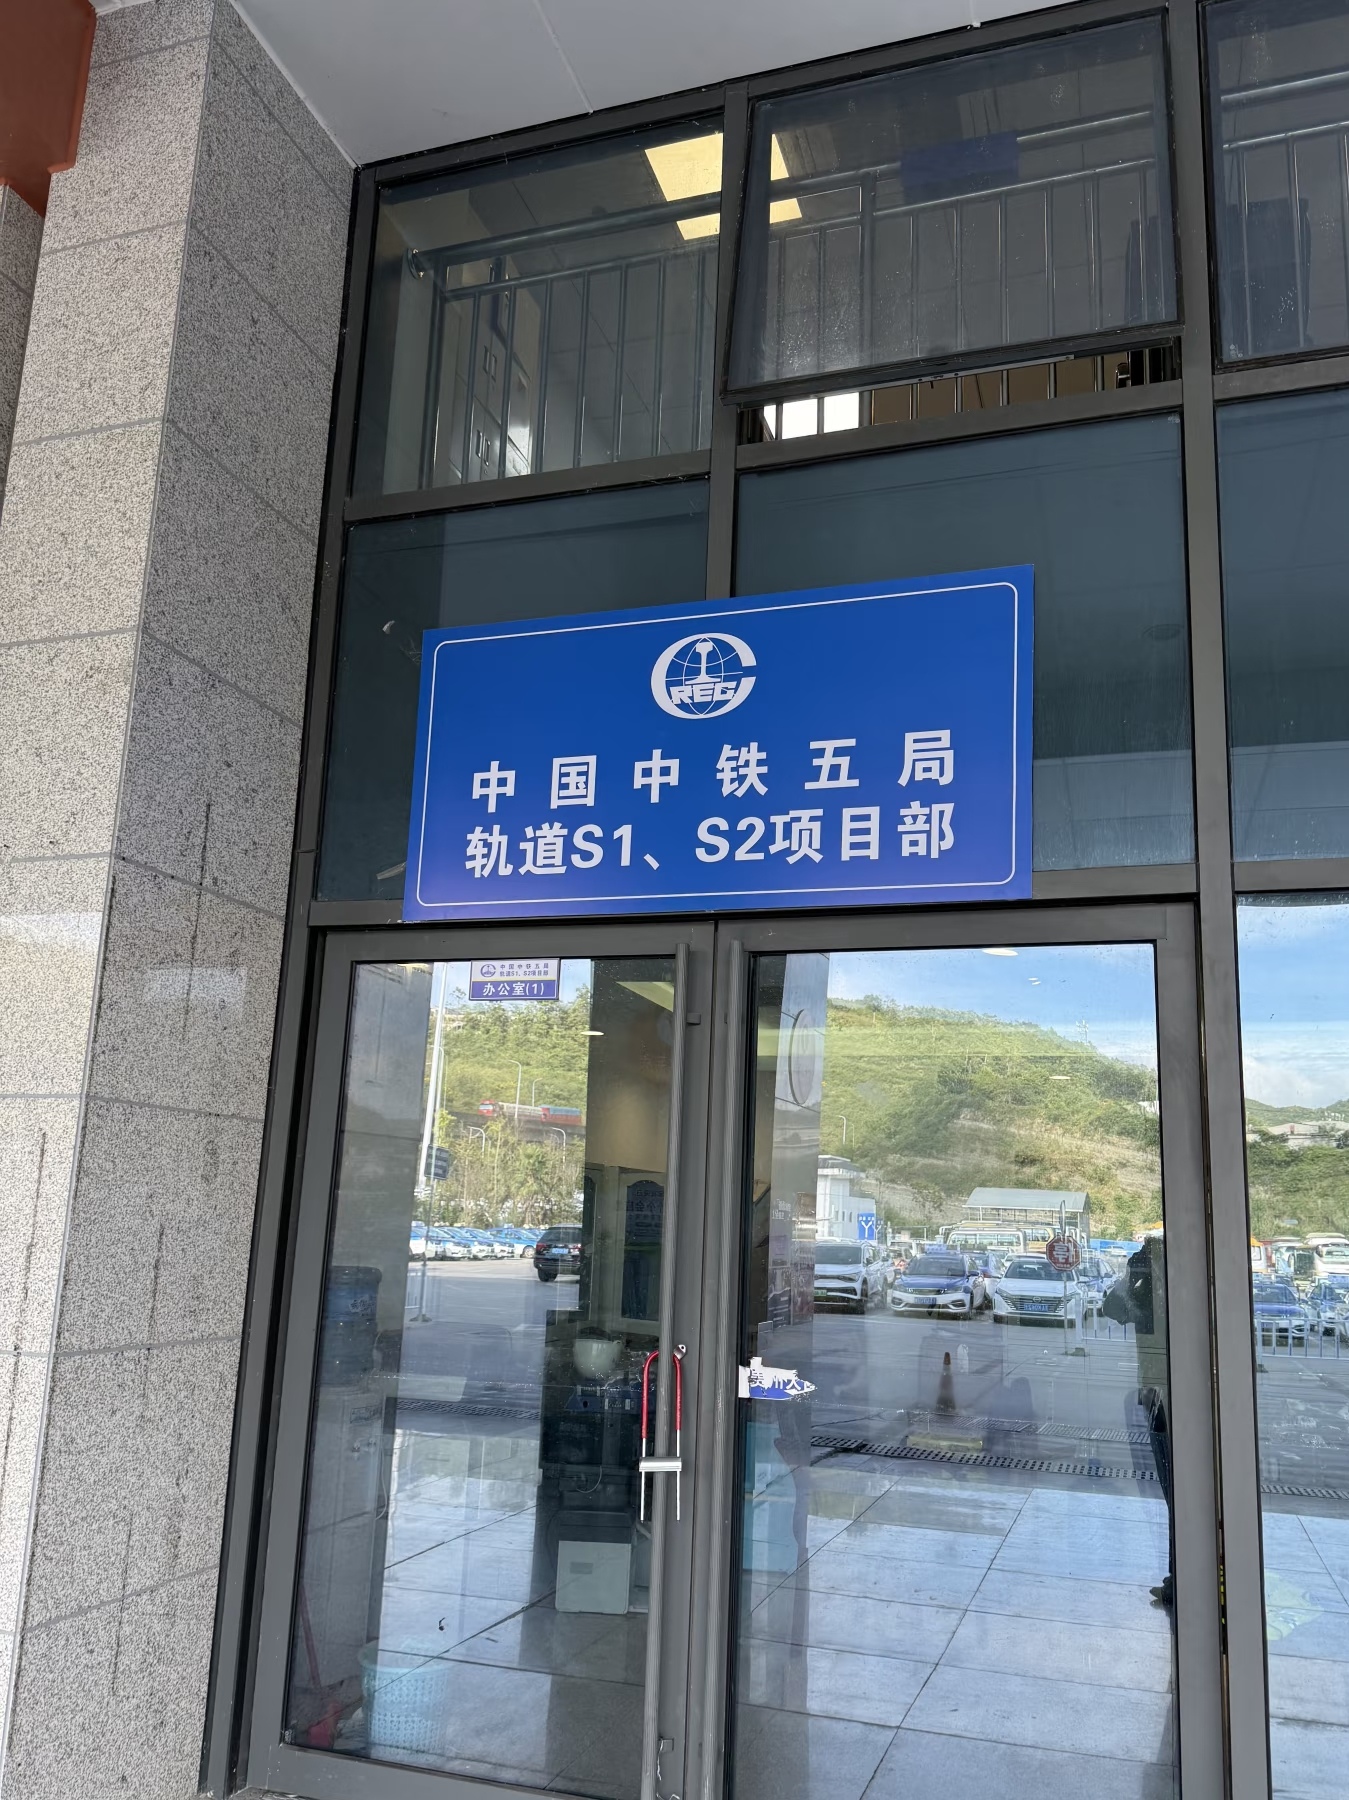 CREG
中国中铁五局
轨道S1、S2项目部
中国中铁五局
轨道S1、S2项目部
办公室(1)